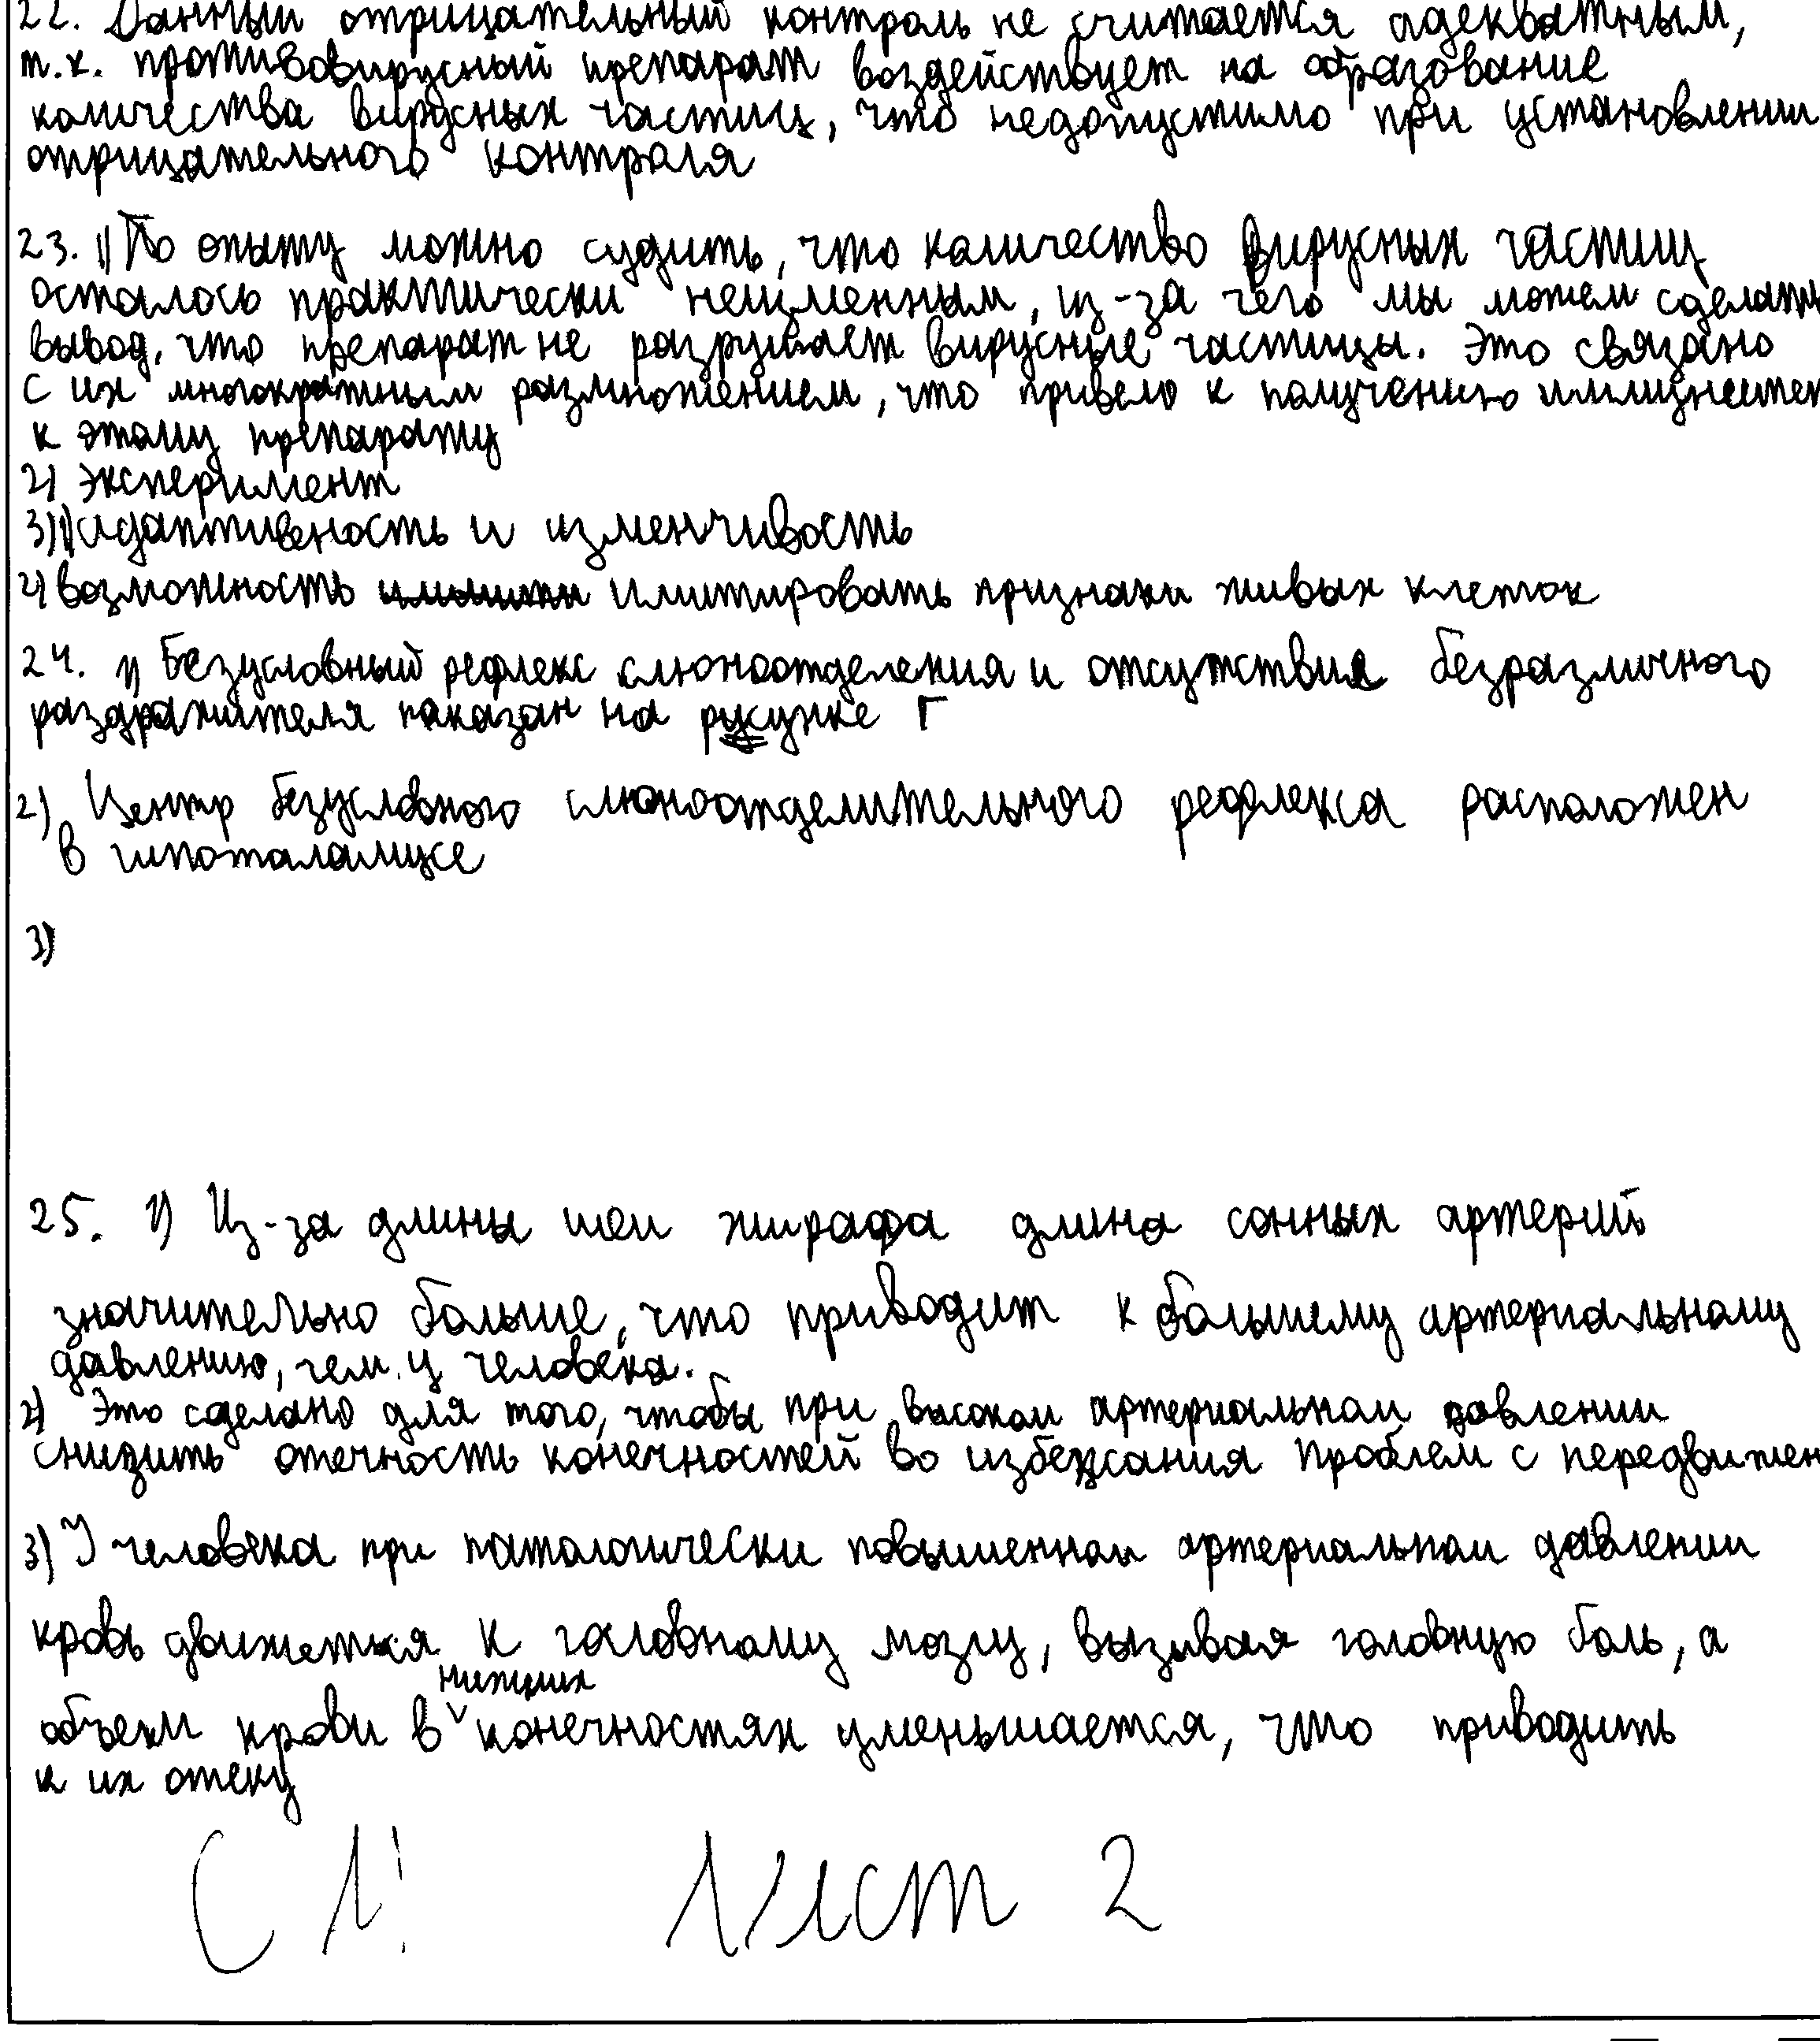 22. Данный отрицательный контроль не считается адекватным,
т.к. противовирусный препарат воздействует на образование
количества вирусных частиц, что недопустимо при установлении
отрицательного контроля
23. 1) По опыту можно судить, что количество вирусных частиц
осталось практически неизменным, из-за чего мы можем сделать
вывод, что препарат не разрушает вирусные частицы. Это связано
с их многократным размножением, что привело к получению
к этому препарату
2) Эксперимент
3) 1) адаптивность и изменчивость
2) возможность имитировать признаки живых клеток
24. 1) Безусловный рефлекс слюноотделения и отсутствия безразличного
раздражителя показан на рисунке Г
2) Центр безусловного слюноотделительного рефлекса расположен
в гипоталамусе
3)
25. 1) Из-за длины шеи жирафа длина сонных артерий
значительно больше, что приводит к большему артериальному
давлению, чем у человека.
2) Это сделано для того, чтобы при высоком артериальном давлении
снизить отечность конечностей во избежсания проблем с передвижен
3) У человека при патологически повышенном артериальном давлении
кровь движется к головному мозгу, вызывая головную боль, а
объем крови в нижних конечностях уменьшается, что приводить
к их отеку
Лист 2